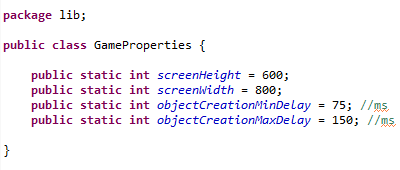 package lib;
public class GameProperties {
public static int screenHeight = 600;
public static int screenWidth = 800;
public static int objectCreationMinDelay = 75; //ms
public static int objectCreationMaxDelay = 150; //ms
}